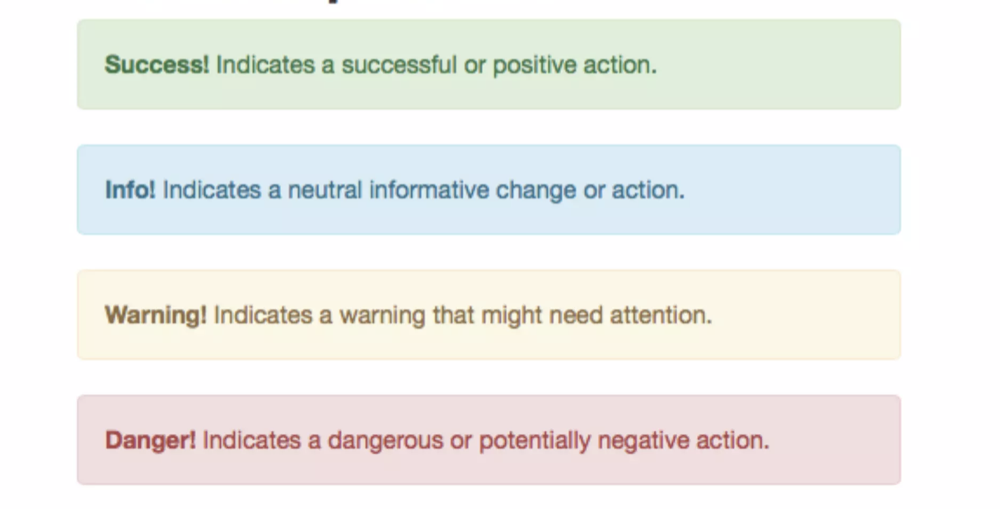 Success! Indicates a successful or positive action.
Info! Indicates a neutral informative change or action.
Warning! Indicates a warning that might need attention.
Danger! Indicates a dangerous or potentially negative action.